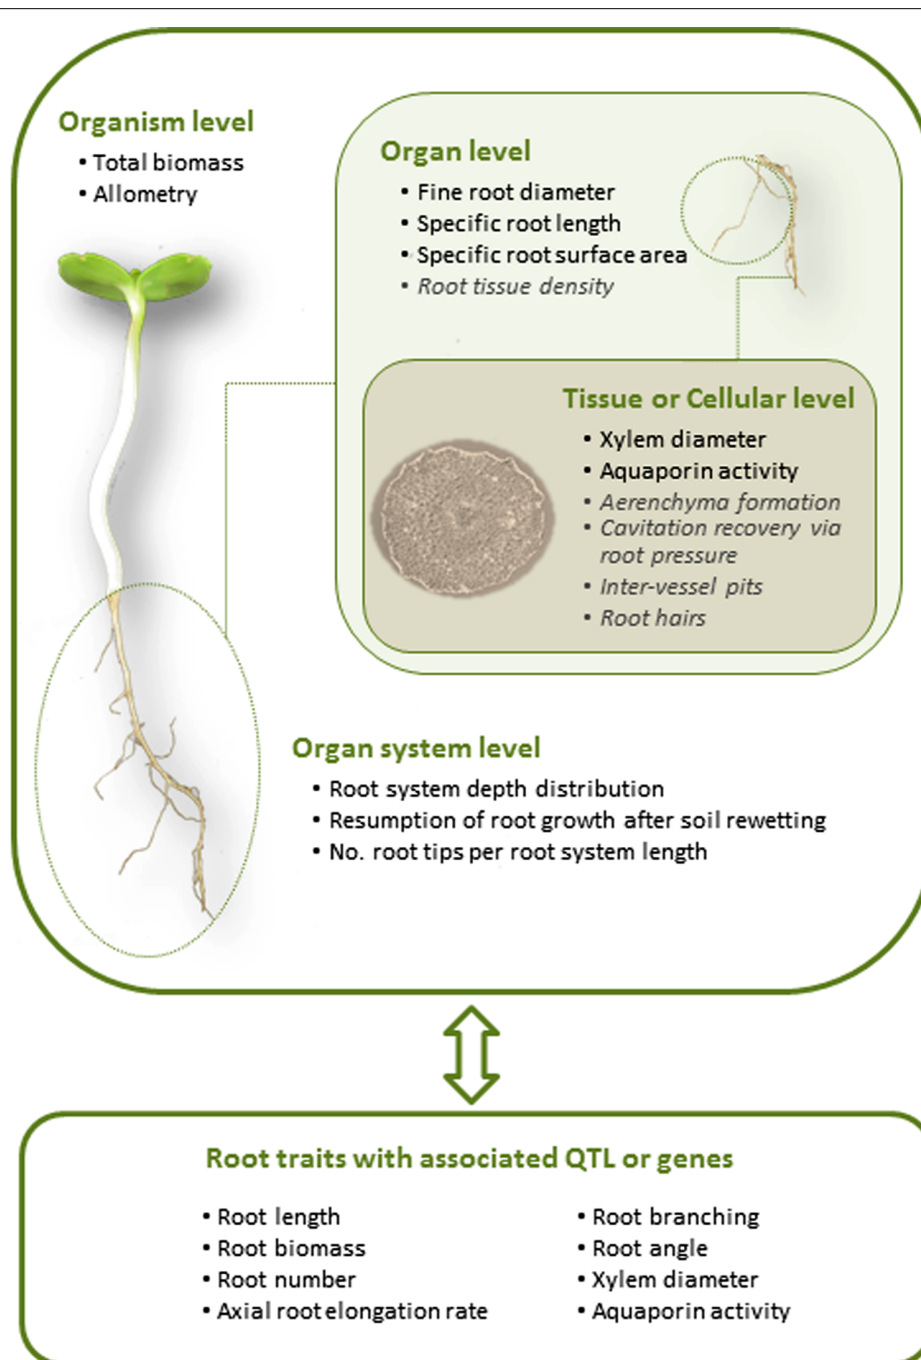 Organism level
• Total biomass
• Allometry
Organ level
• Fine root diameter
• Specific root length
• Specific root surface area
• Root tissue density
Tissue or Cellular level
• Xylem diameter
• Aquaporin activity
• Aerenchyma formation
• Cavitation recovery via
root pressure
• Inter-vessel pits
• Root hairs
Organ system level
• Root system depth distribution
• Resumption of root growth after soil rewetting
• No. root tips per root system length
Root traits with associated QTL or genes
• Root length
• Root biomass
• Root number
• Axial root elongation rate
• Root branching
• Root angle
• Xylem diameter
• Aquaporin activity